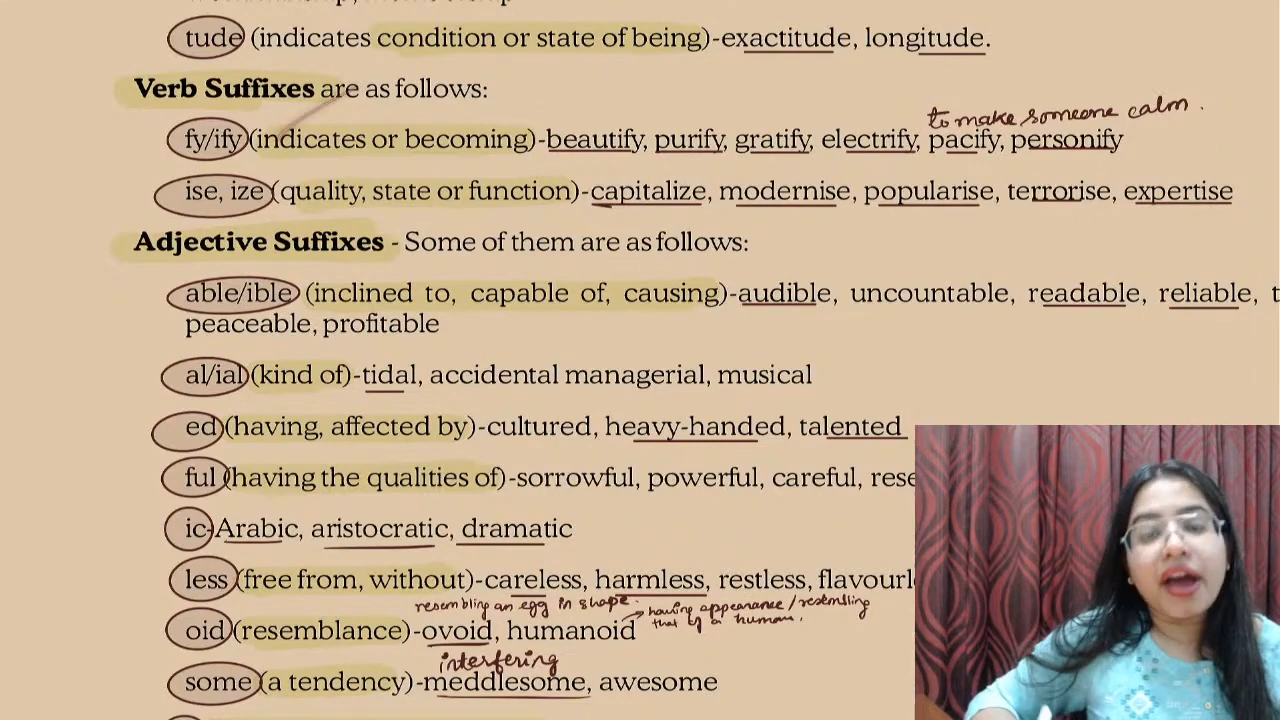 tude (indicates condition or state of being)-exactitude, longitude.
Verb Suffixes are as follows:
to make someone calm.
fy/ify (indicates or becoming)-beautify, purify, gratify, electrify, pacify, personify
ise, ize (quality, state or function)-capitalize, modernise, popularise, terrorise, expertise
Adjective Suffixes - Some of them are as follows:
able/ible (inclined to, capable of, causing)-audible, uncountable, readable, reliable, t
peaceable, profitable
al/ial (kind of)-tidal, accidental managerial, musical
ed (having, affected by)-cultured, heavy-handed, talented
ful (having the qualities of)-sorrowful, powerful, careful, rese
ic-Arabic, aristocratic, dramatic
less (free from, without)-careless, harmless, restless, flavourl
resembling an egg in shape. having appearance/resembling
that of a human.
oid (resemblance)-ovoid, humanoid
interfering
some (a tendency)-meddlesome, awesome